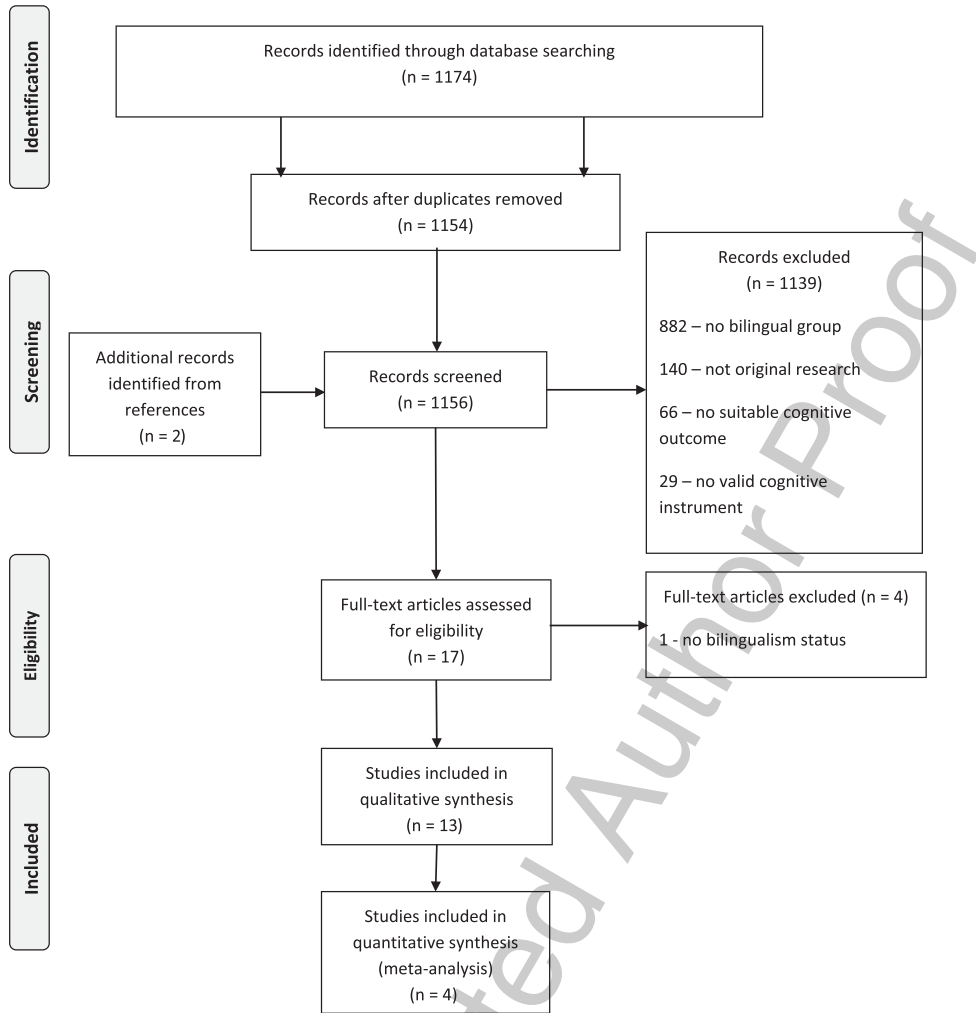 Identification
Records identified through database searching
(n = 1174)
Records after duplicates removed
(n = 1154)
Screening
Additional records
identified from
references
(n = 2)
Records screened
(n = 1156)
Records excluded
(n = 1139)
882 – no bilingual group
140 – not original research
66 – no suitable cognitive
outcome
29 – no valid cognitive
instrument
Eligibility
Full-text articles assessed
for eligibility
(n = 17)
Full-text articles excluded (n = 4)
1 - no bilingualism status
Included
Studies included in
qualitative synthesis
(n = 13)
Studies included in
quantitative synthesis
(meta-analysis)
(n = 4)
Author Proof